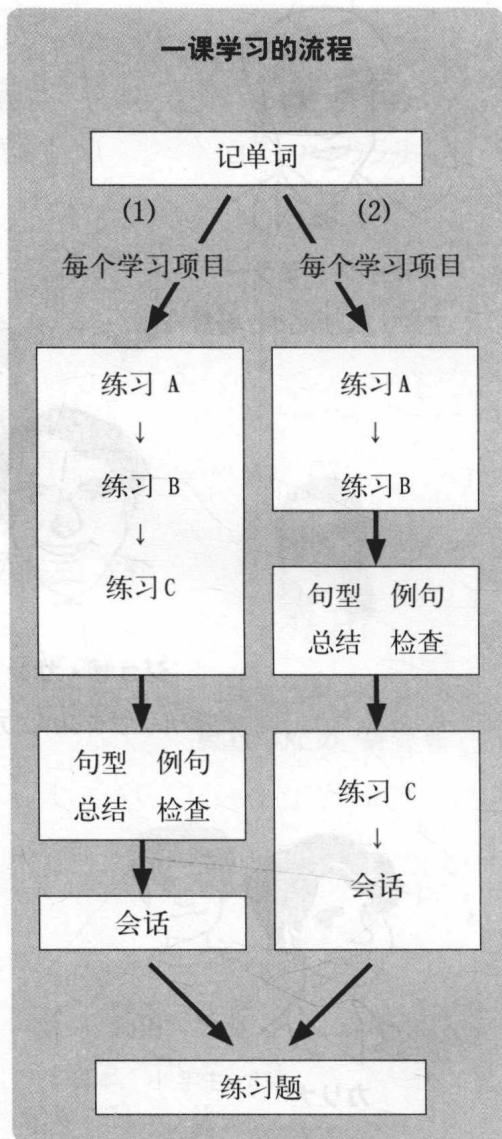 一课学习的流程
记单词
(1)
(2)
每个学习项目
每个学习项目
练习 A
↓
练习 B
↓
练习C
句型 例句
总结 检查
会话
练习A
↓
练习B
句型 例句
总结 检查
练习 C
↓
会话
练习题